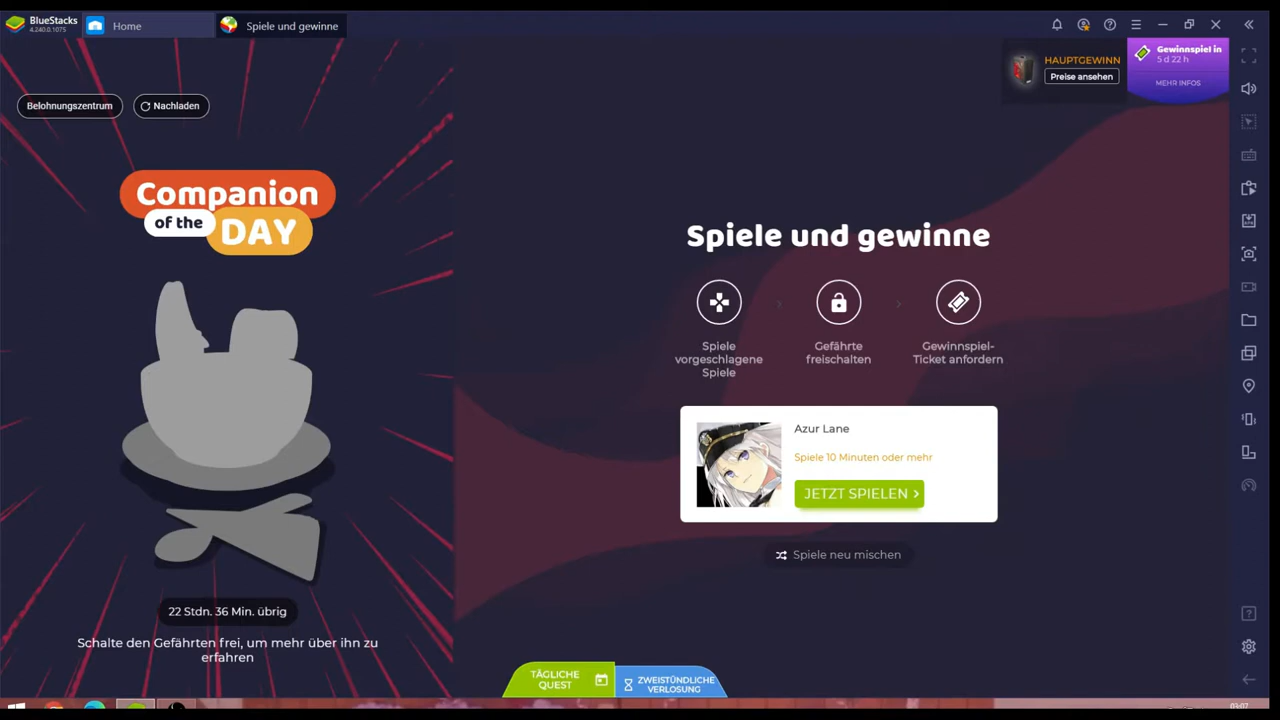 BlueStacks
4.240.0.1075
Home
Spiele und gewinne
HAUPTGEWINN
Preise ansehen
Gewinnspiel in
5 d 22 h
MEHR INFOS
Belohnungszentrum
Nachladen
Companion
of the
DAY
22 Stdn. 36 Min. übrig
Schalte den Gefährten frei, um mehr über ihn zu
erfahren
Spiele und gewinne
Spiele
vorgeschlagene
Spiele
Gefährte
freischalten
Gewinnspiel-
Ticket anfordern
Azur Lane
Spiele 10 Minuten oder mehr
JETZT SPIELEN
Spiele neu mischen
TÄGLICHE
QUEST
ZWEISTÜNDLICHE
VERLOSUNG
03:07